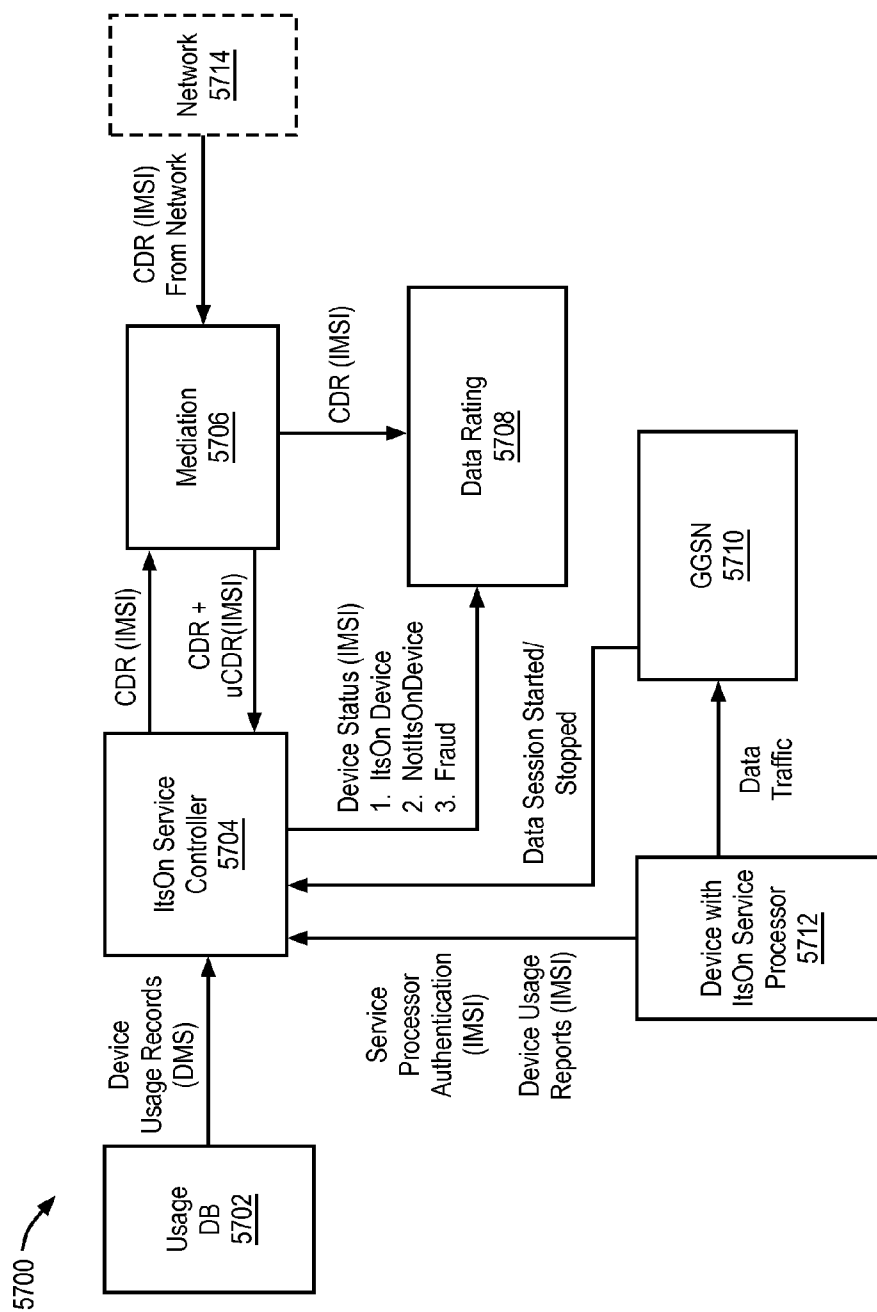 5700
Usage
DB
5702
Device
Usage Records
(DMS)
ItsOn Service
Controller
5704
CDR (IMSI)
CDR +
uCDR(IMSI)
Mediation
5706
CDR (IMSI)
From Network
Network
5714
Device Status (IMSI)
1. ItsOn Device
2. NotItsOnDevice
3. Fraud
CDR (IMSI)
Data Rating
5708
Service
Processor
Authentication
(IMSI)
Device Usage
Reports (IMSI)
Data Session Started/
Stopped
Device with
ItsOn Service
Processor
5712
Data
Traffic
GGSN
5710